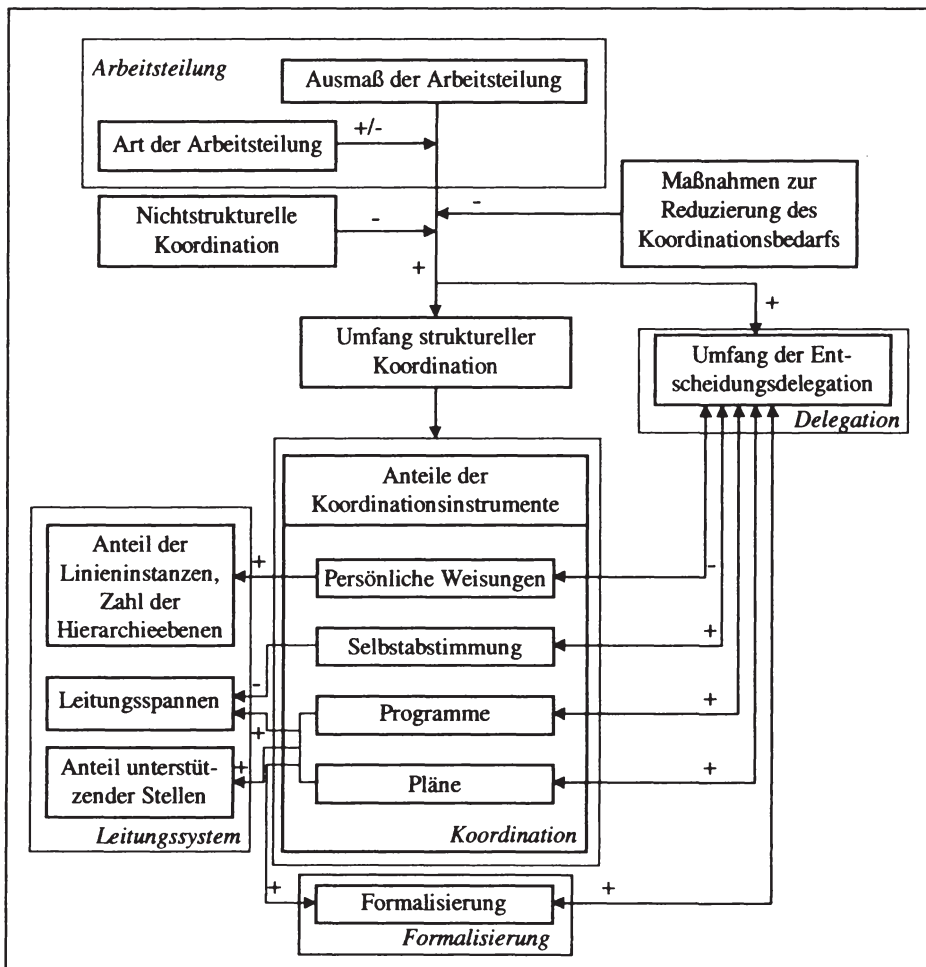 Arbeitsteilung
Ausmaß der Arbeitsteilung
+/-
Art der Arbeitsteilung
Nichtstrukturelle
Koordination
-
-
Maßnahmen zur
Reduzierung des
Koordinationsbedarfs
+
+
Umfang struktureller
Koordination
Umfang der Ent-
scheidungsdelegation
Delegation
Anteile der
Koordinationsinstrumente
Anteil der
Linieninstanzen,
Zahl der
Hierarchieebenen
+
Persönliche Weisungen
-
Selbstabstimmung
+
Leitungsspannen
-
+
Programme
+
Anteil unterstüt-
zender Stellen
+
Pläne
+
Leitungssystem
Koordination
+
Formalisierung
+
Formalisierung